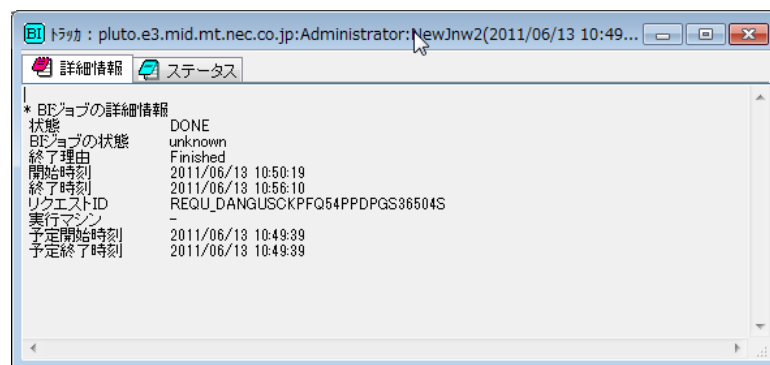 BI ﾄﾗｯｶ : pluto.e3.mid.mt.nec.co.jp:Administrator:NewJnw2(2011/06/13 10:49...
詳細情報 ステータス
* BIジョブの詳細情報
状態 DONE
BIジョブの状態 unknown
終了理由 Finished
開始時刻 2011/06/13 10:50:19
終了時刻 2011/06/13 10:56:10
リクエストID REQU_DANGUSCKPFQ54PPDPGS36504S
実行マシン -
予定開始時刻 2011/06/13 10:49:39
予定終了時刻 2011/06/13 10:49:39